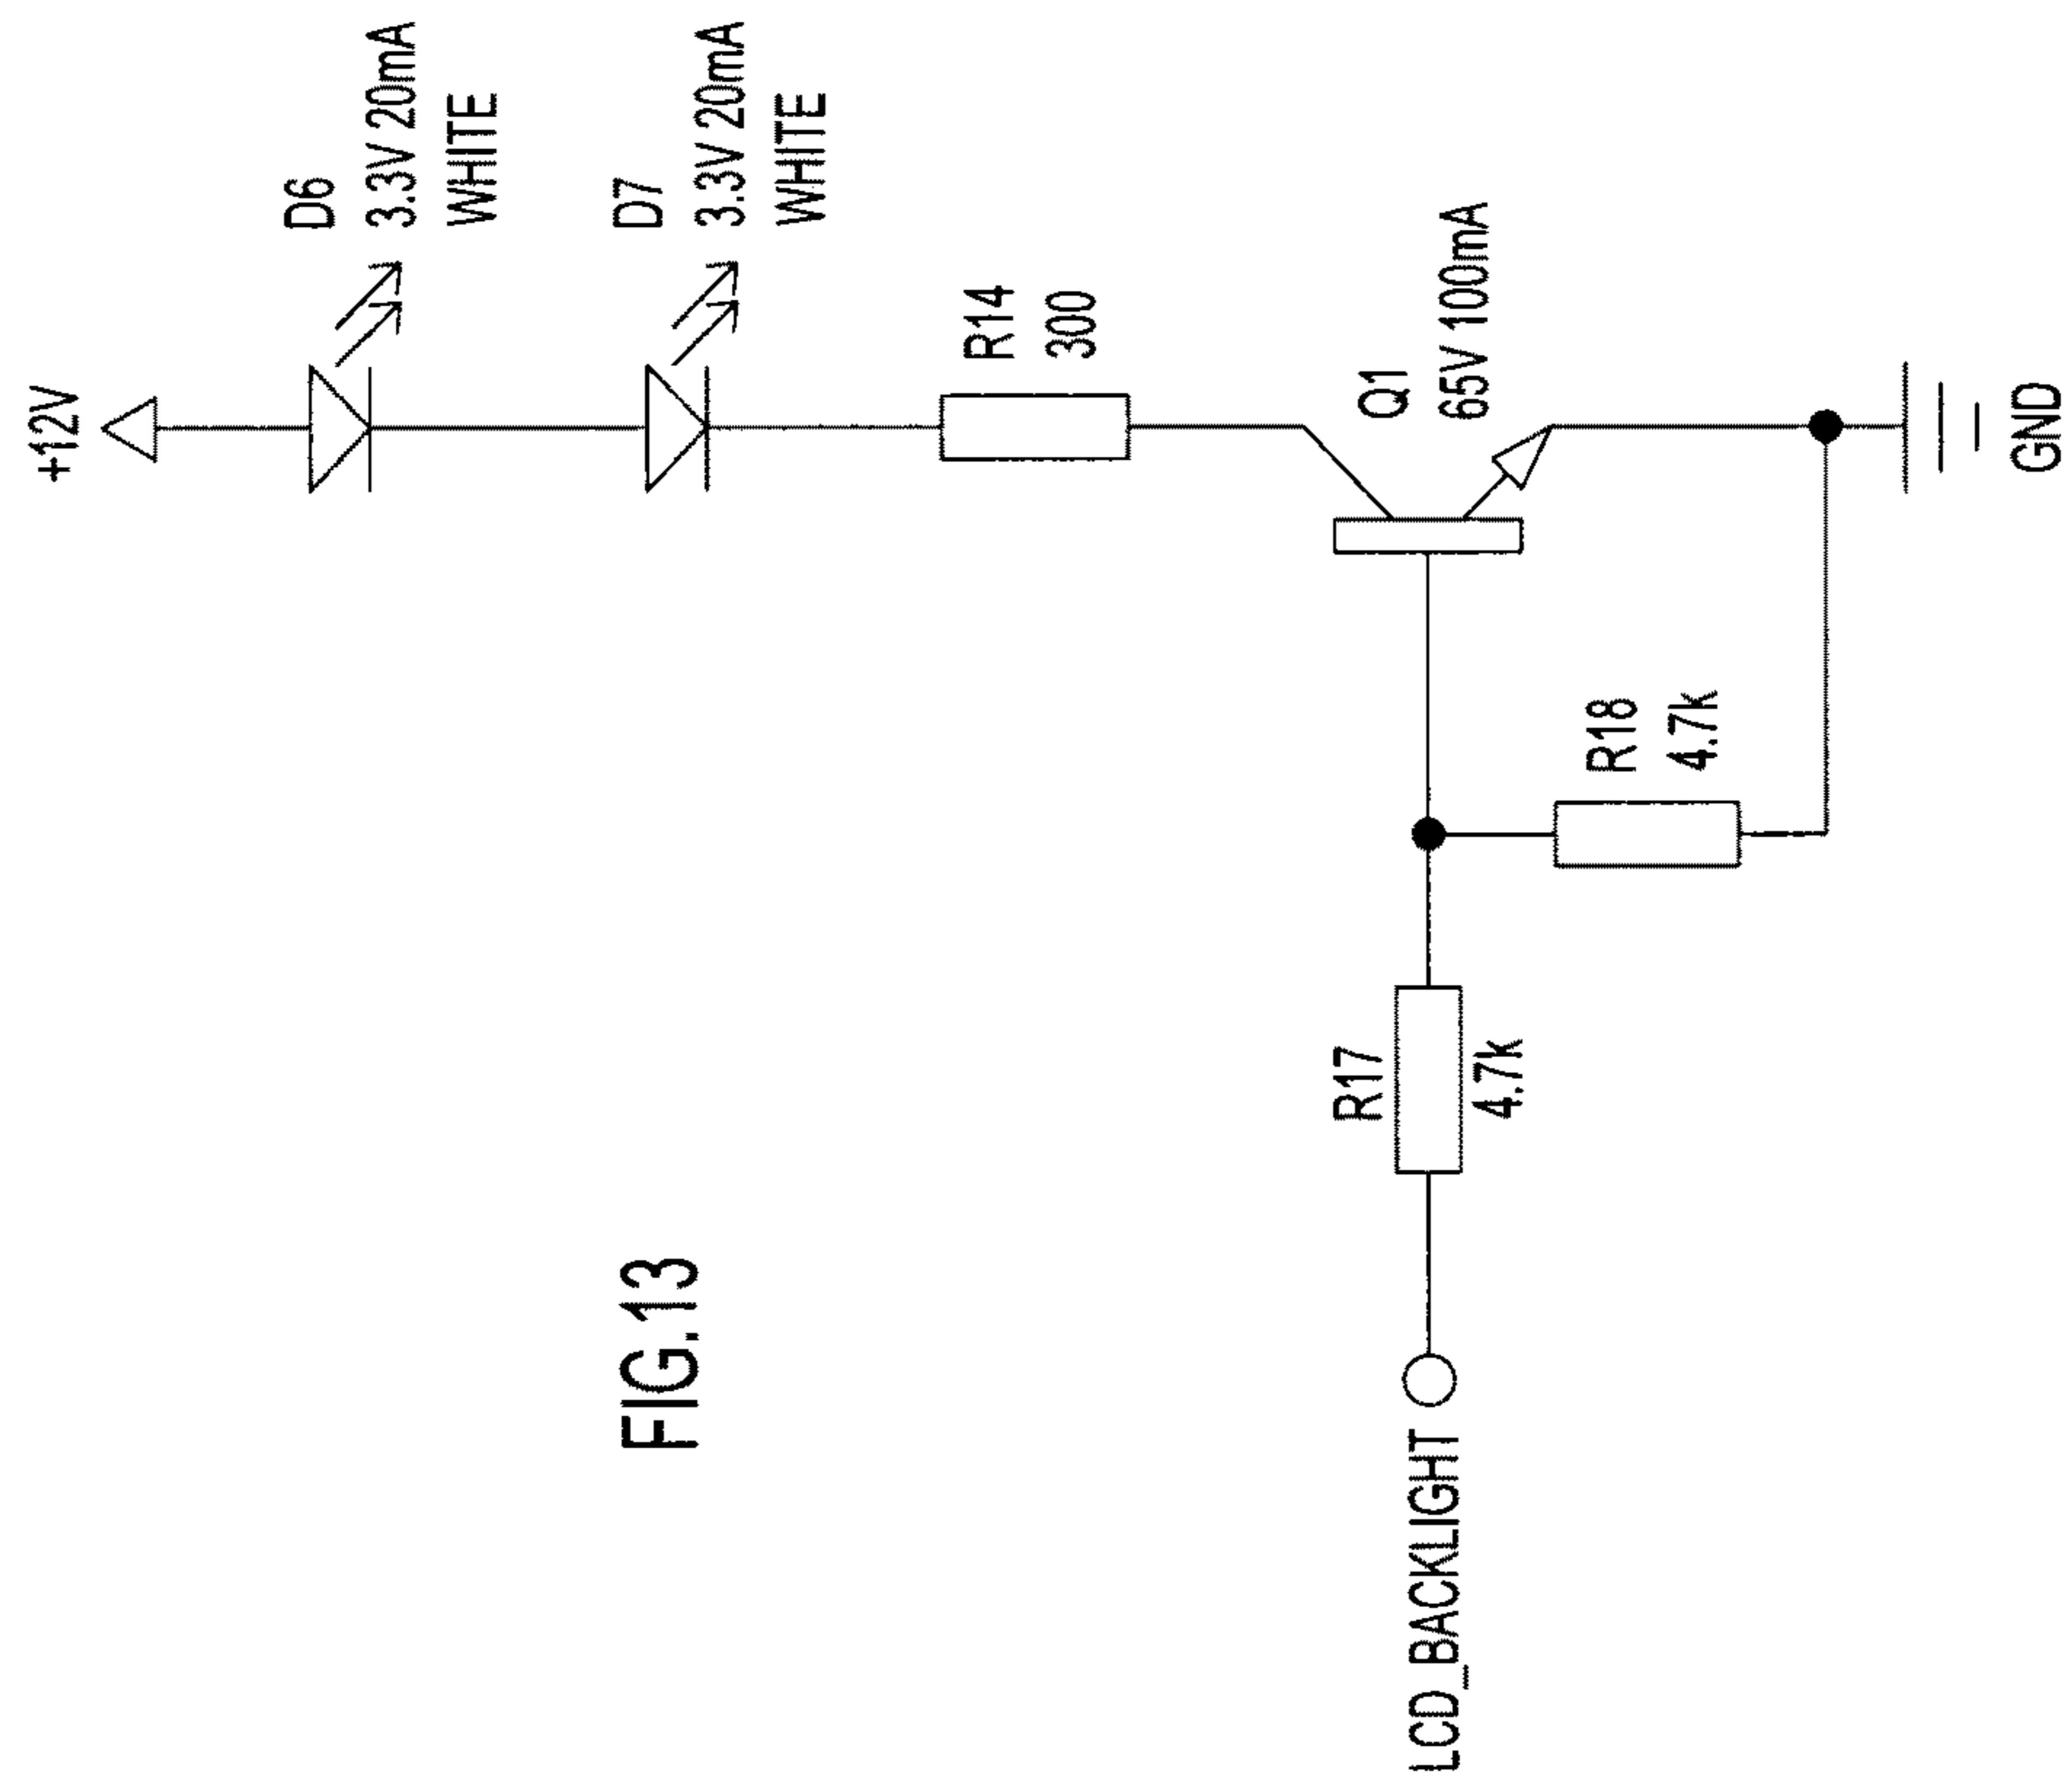 FIG.13
+12V
D6
3.3V 20mA
WHITE
D7
3.3V 20mA
WHITE
R14
300
Q1
65V 100mA
R17
4.7k
R18
4.7k
LCD_BACKLIGHT
GND